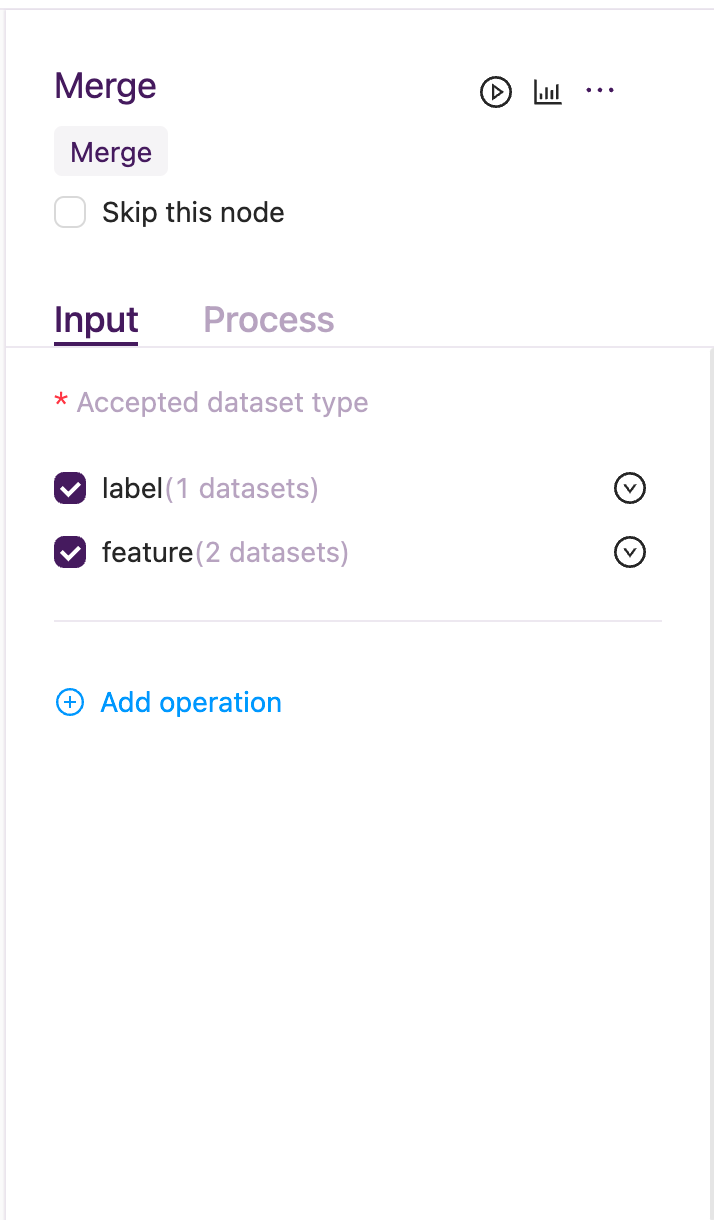 Merge
Merge
Skip this node
Input Process
* Accepted dataset type
label(1 datasets)
feature(2 datasets)
Add operation